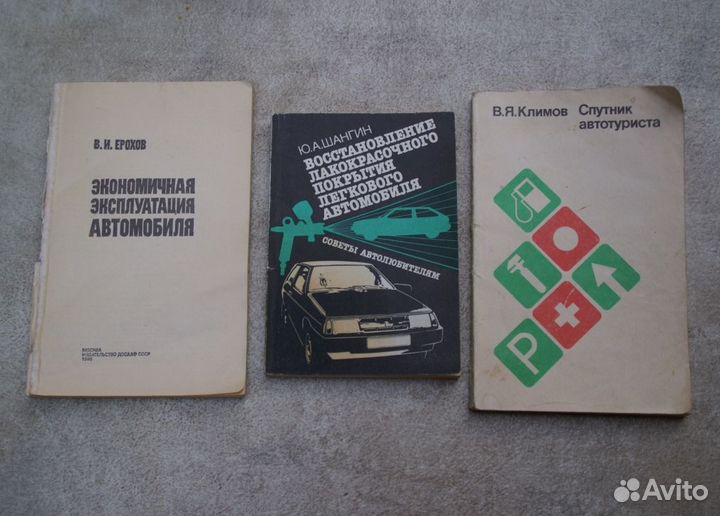 В. И. ЕРОХОВ
ЭКОНОМИЧНАЯ
ЭКСПЛУАТАЦИЯ
АВТОМОБИЛЯ
МОСКВА
ИЗДАТЕЛЬСТВО ДОСААФ СССР
Ю.А.ШАНГИН
ВОССТАНОВЛЕНИЕ
ЛАКОКРАСОЧНОГО
ПОКРЫТИЯ
ЛЕГКОВОГО
АВТОМОБИЛЯ
СОВЕТЫ АВТОЛЮБИТЕЛЯМ
В.Я.Климов Спутник
автотуриста
P
Avito